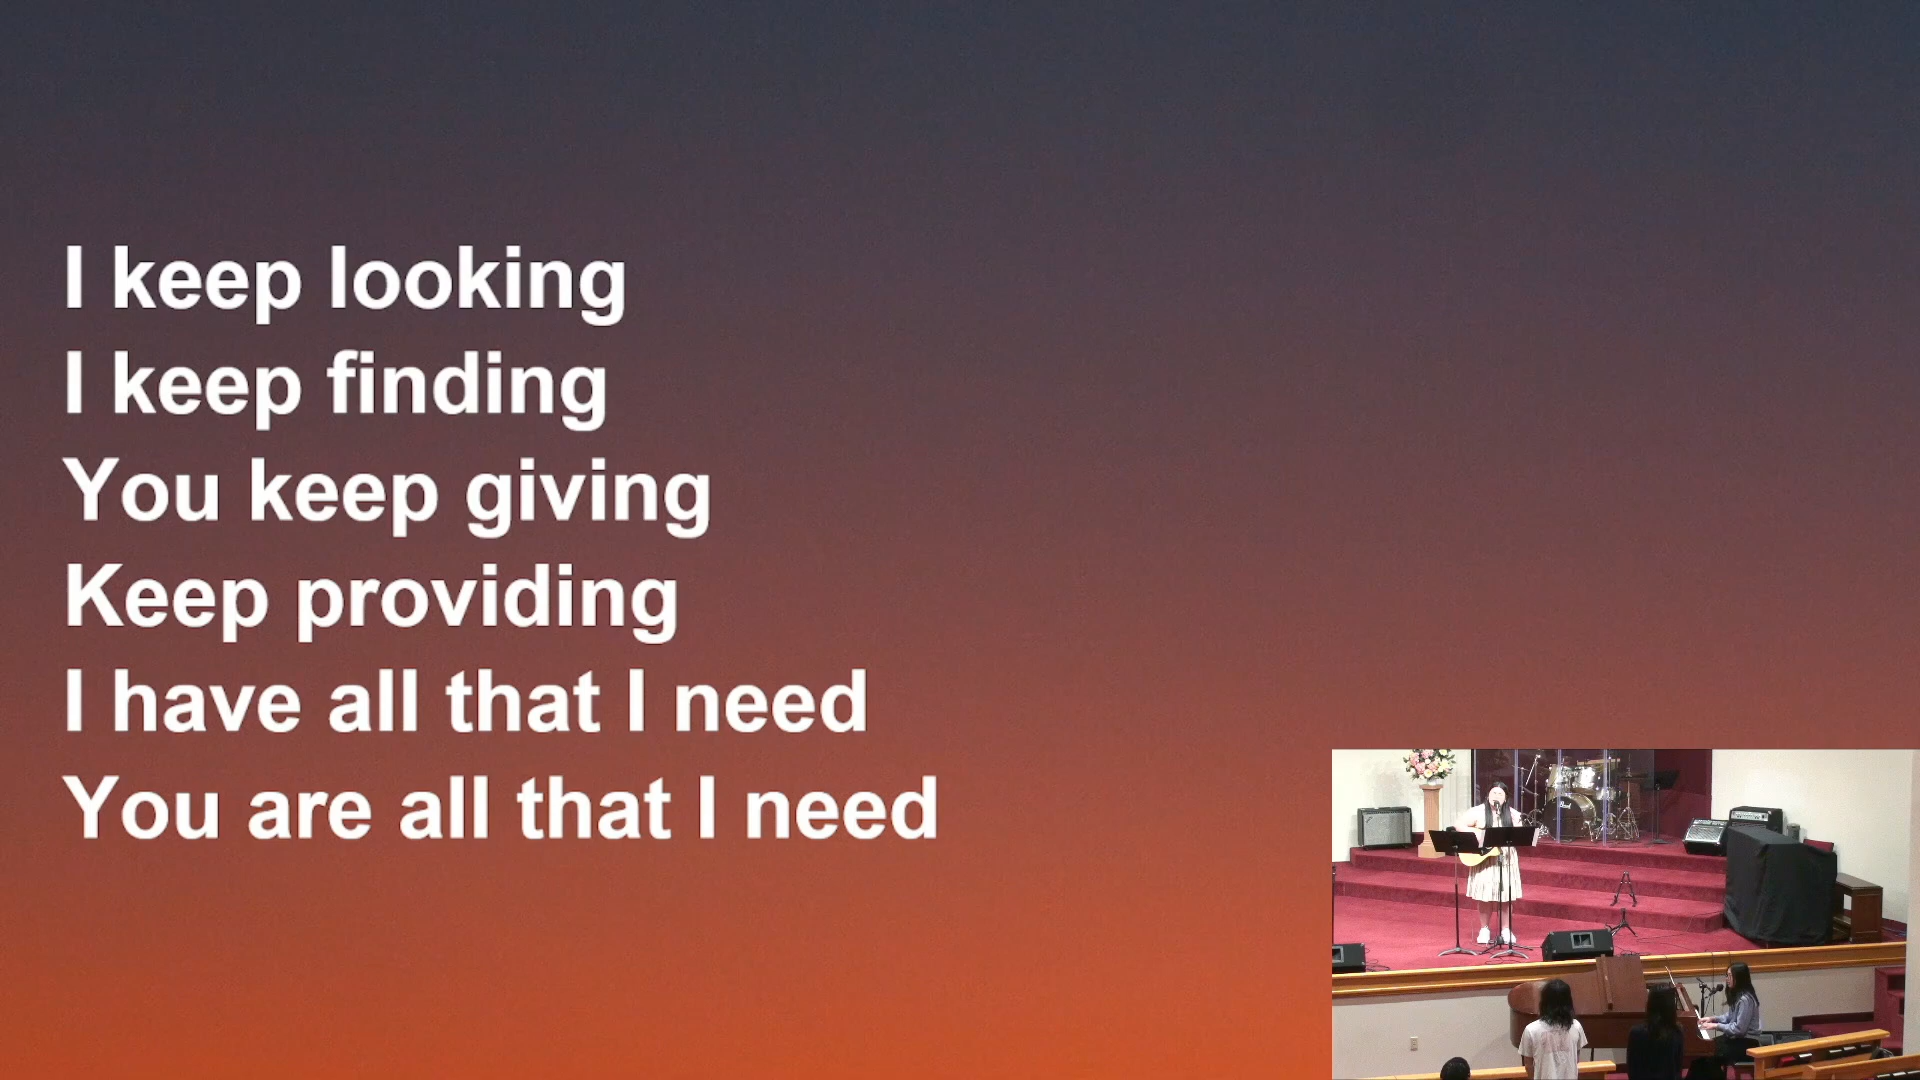 I keep looking
I keep finding
You keep giving
Keep providing
I have all that I need
You are all that I need